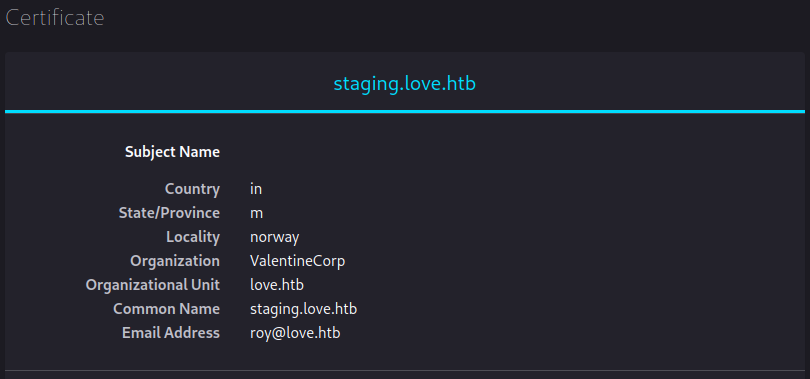 Certificate
staging.love.htb
Subject Name
Country in
State/Province m
Locality norway
Organization ValentineCorp
Organizational Unit love.htb
Common Name staging.love.htb
Email Address roy@love.htb